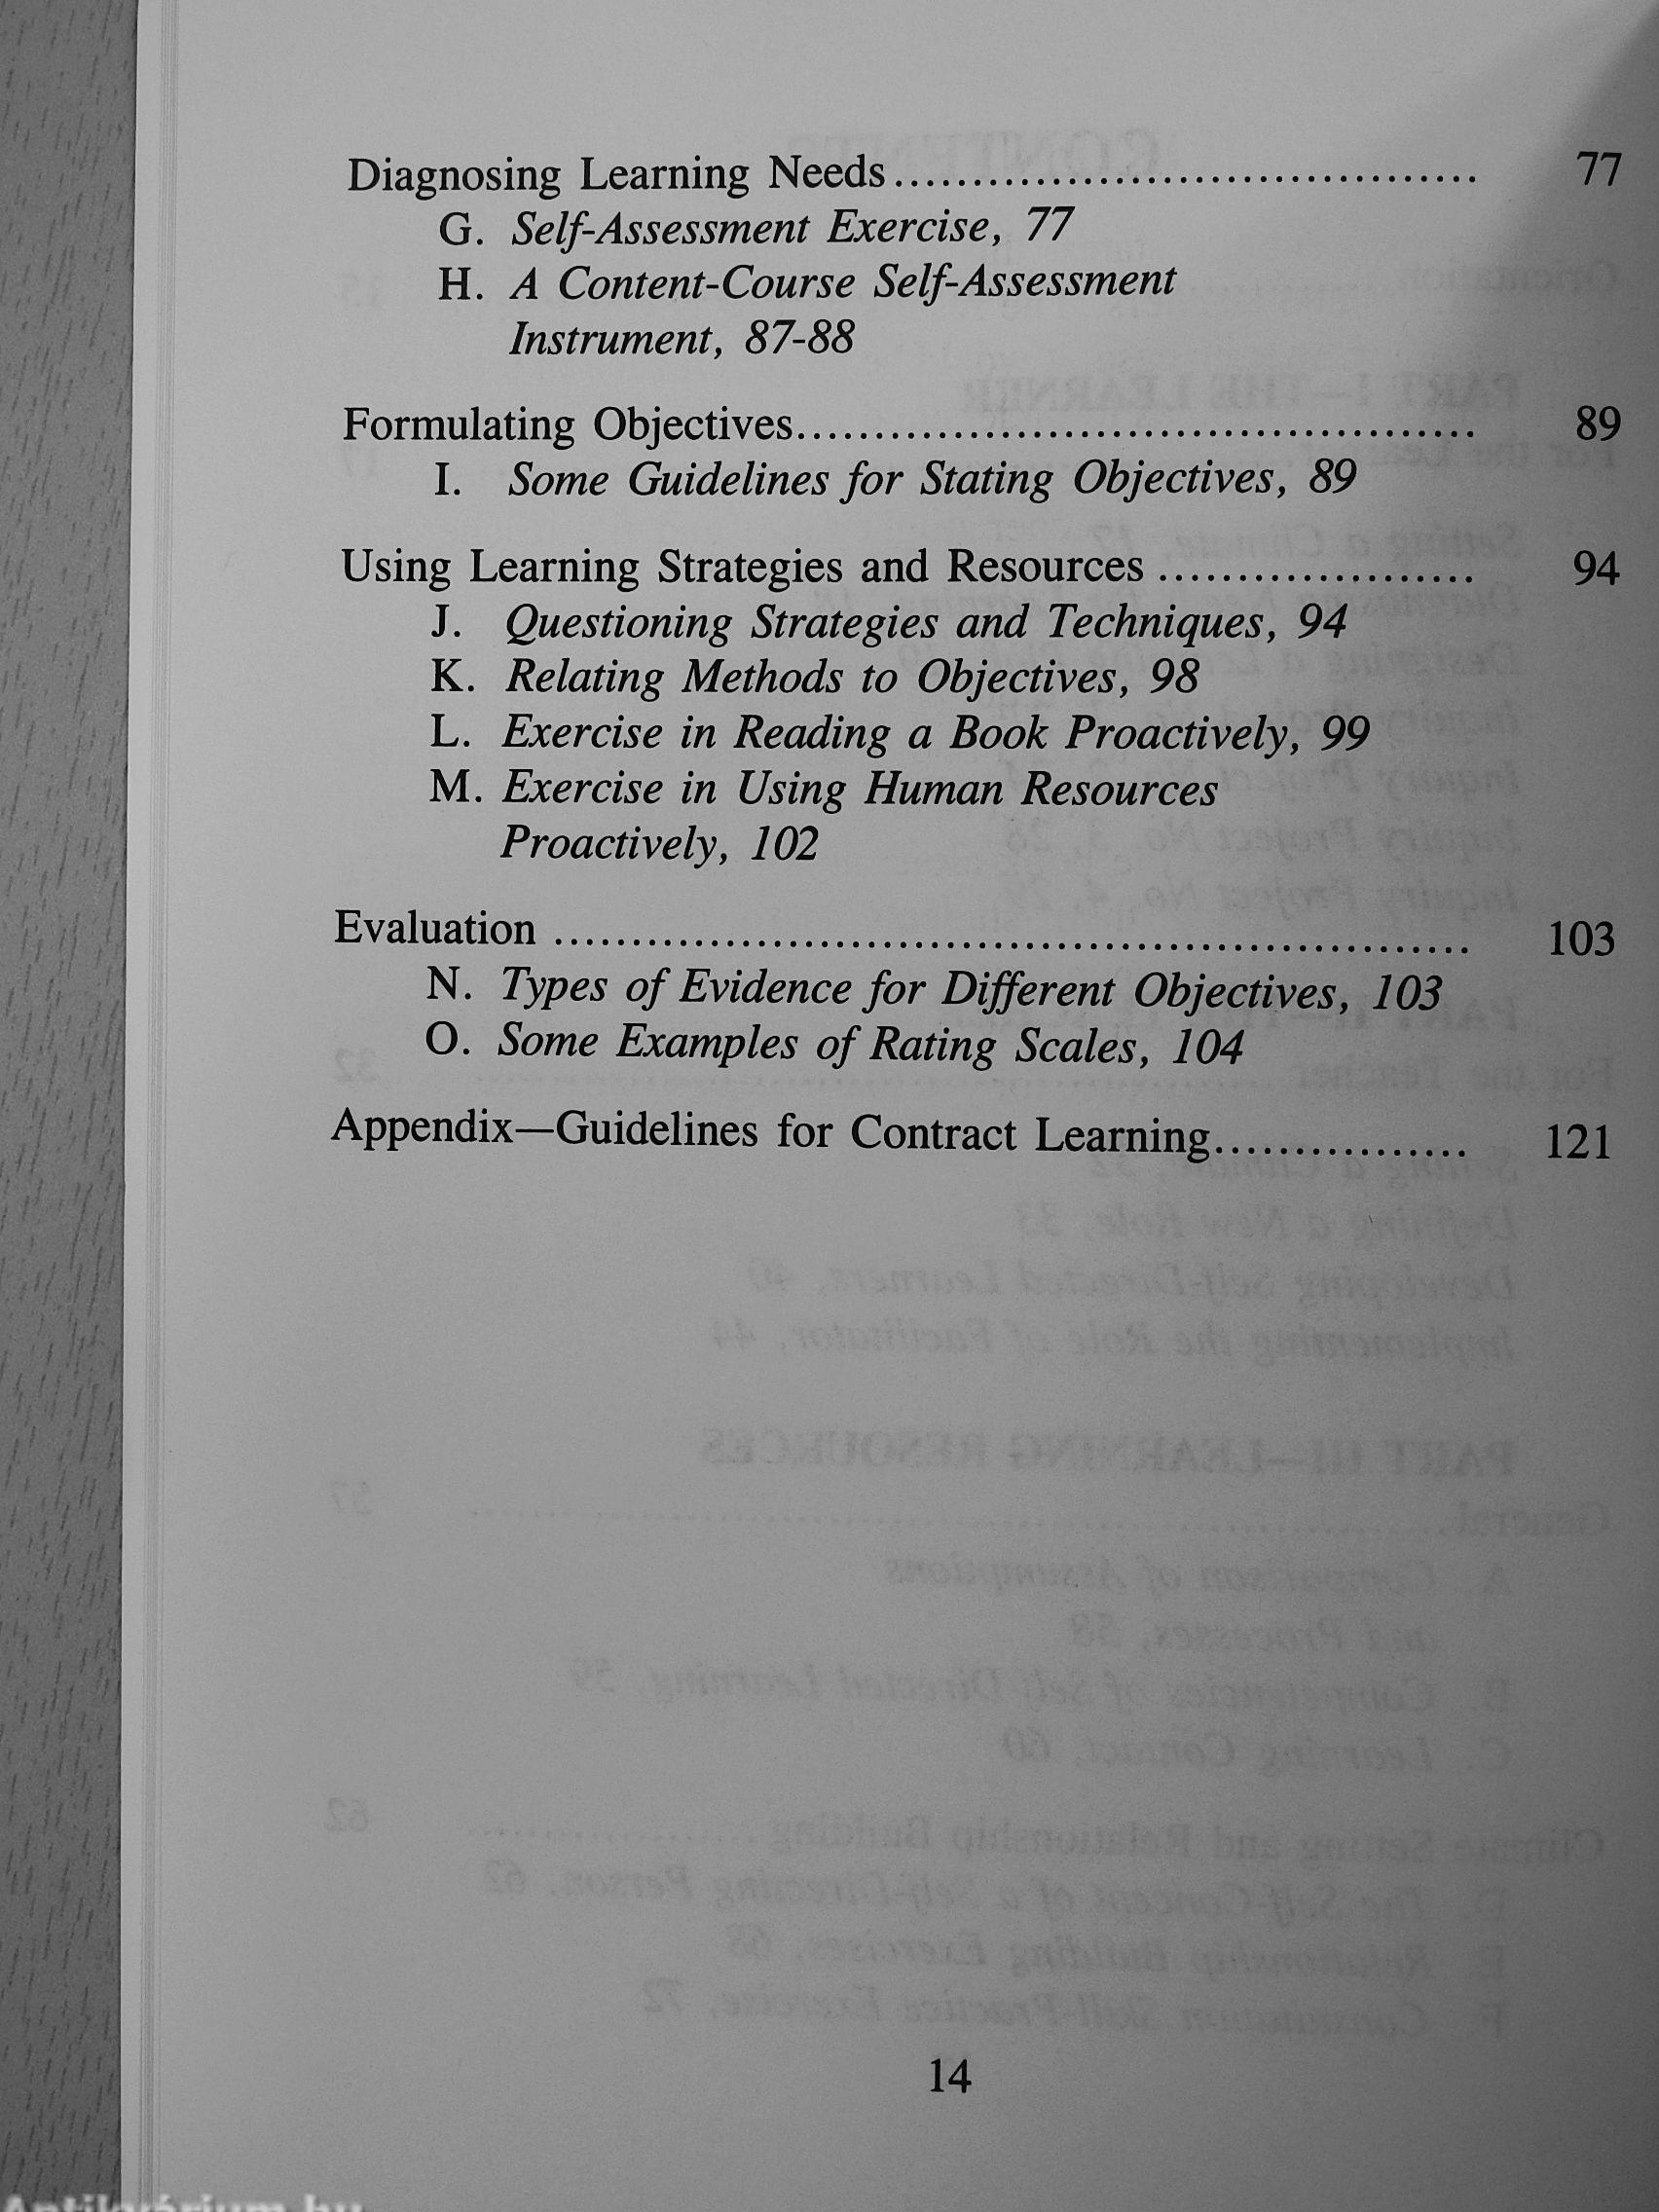 Diagnosing Learning Needs ..................................... 77
G. Self-Assessment Exercise, 77
H. A Content-Course Self-Assessment
Instrument, 87-88
Formulating Objectives........................................... 89
I. Some Guidelines for Stating Objectives, 89
Using Learning Strategies and Resources .................... 94
J. Questioning Strategies and Techniques, 94
K. Relating Methods to Objectives, 98
L. Exercise in Reading a Book Proactively, 99
M. Exercise in Using Human Resources
Proactively, 102
Evaluation .......................................................... 103
N. Types of Evidence for Different Objectives, 103
O. Some Examples of Rating Scales, 104
Appendix—Guidelines for Contract Learning................ 121
14